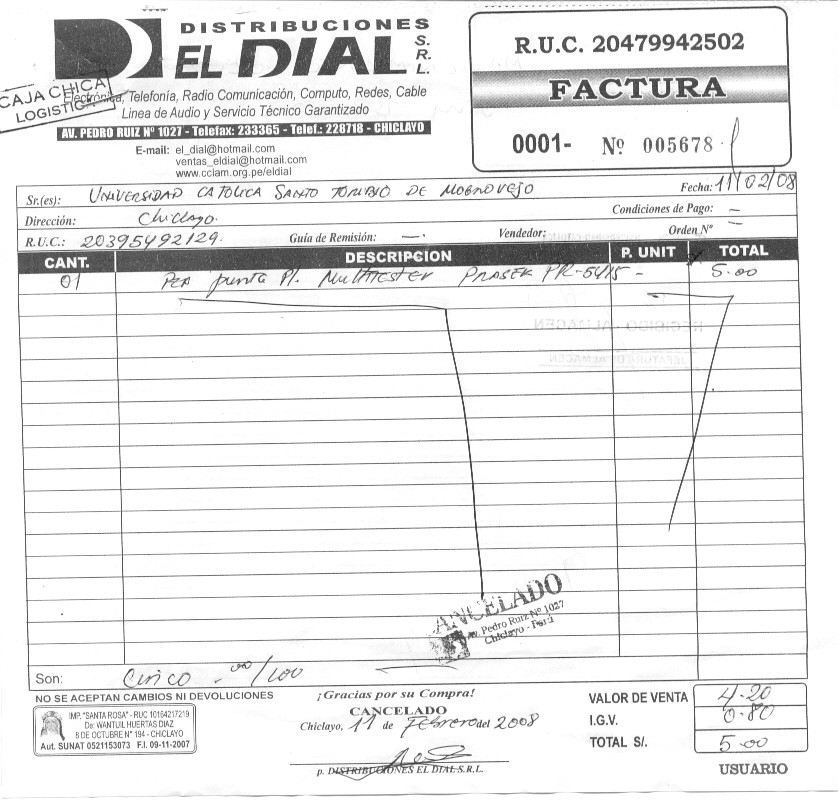 DISTRIBUCIONES
EL DIAL S.R.L.
CAJA CHICA
LOGISTICA
Electrónica, Telefonía, Radio Comunicación, Computo, Redes, Cable
Linea de Audio y Servicio Técnico Garantizado
AV. PEDRO RUIZ Nº 1027 - Telefax: 233365 - Telef.: 228718 - CHICLAYO
E-mail: el_dial@hotmail.com
ventas_eldial@hotmail.com
www.cclam.org.pe/eldial
R.U.C. 20479942502
FACTURA
0001- Nº 005678
Sr.(es): UNIVERSIDAD CATOLICA SANTO TORIBIO DE MOGROVEJO Fecha: 11/02/08
Dirección: Chiclayo. Condiciones de Pago: —
R.U.C.: 20395492129. Guía de Remisión: — Vendedor: Orden Nº —
CANT. DESCRIPCION P. UNIT TOTAL
01 PER punta P/. Multitester PRASEK PR-5415 - 5.00
RECIBIDO - ALMACEN
JEFATURA DE ALMACEN
CANCELADO
Av. Pedro Ruiz Nº 1027
Chiclayo - Perú
Son: Cinco - 00/100
NO SE ACEPTAN CAMBIOS NI DEVOLUCIONES
IMP. "SANTA ROSA" - RUC 10164217219
De: WANTUIL HUERTAS DIAZ
8 DE OCTUBRE Nº 194 - CHICLAYO
Aut. SUNAT 0521153073 F.I. 09-11-2007
¡Gracias por su Compra!
CANCELADO
Chiclayo, 11 de Febrero del 2008
p. DISTRIBUCIONES EL DIAL S.R.L.
VALOR DE VENTA 4.20
I.G.V. 0.80
TOTAL S/. 5.00
USUARIO